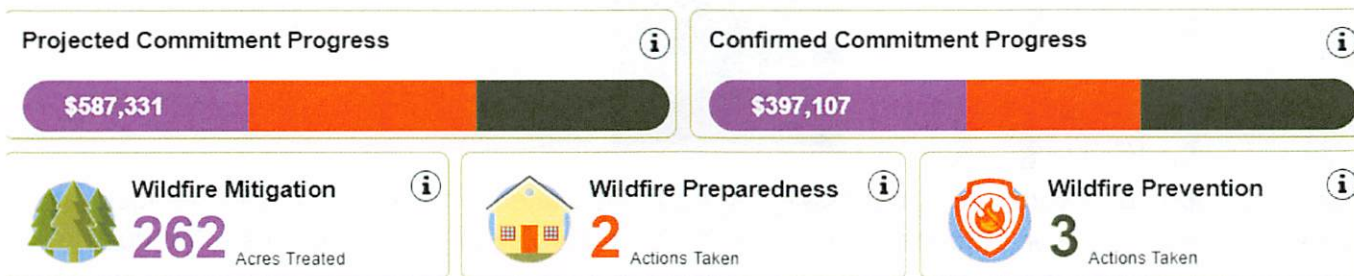 Projected Commitment Progress i
$587,331
Confirmed Commitment Progress i
$397,107
Wildfire Mitigation i
262 Acres Treated
Wildfire Preparedness i
2 Actions Taken
Wildfire Prevention i
3 Actions Taken